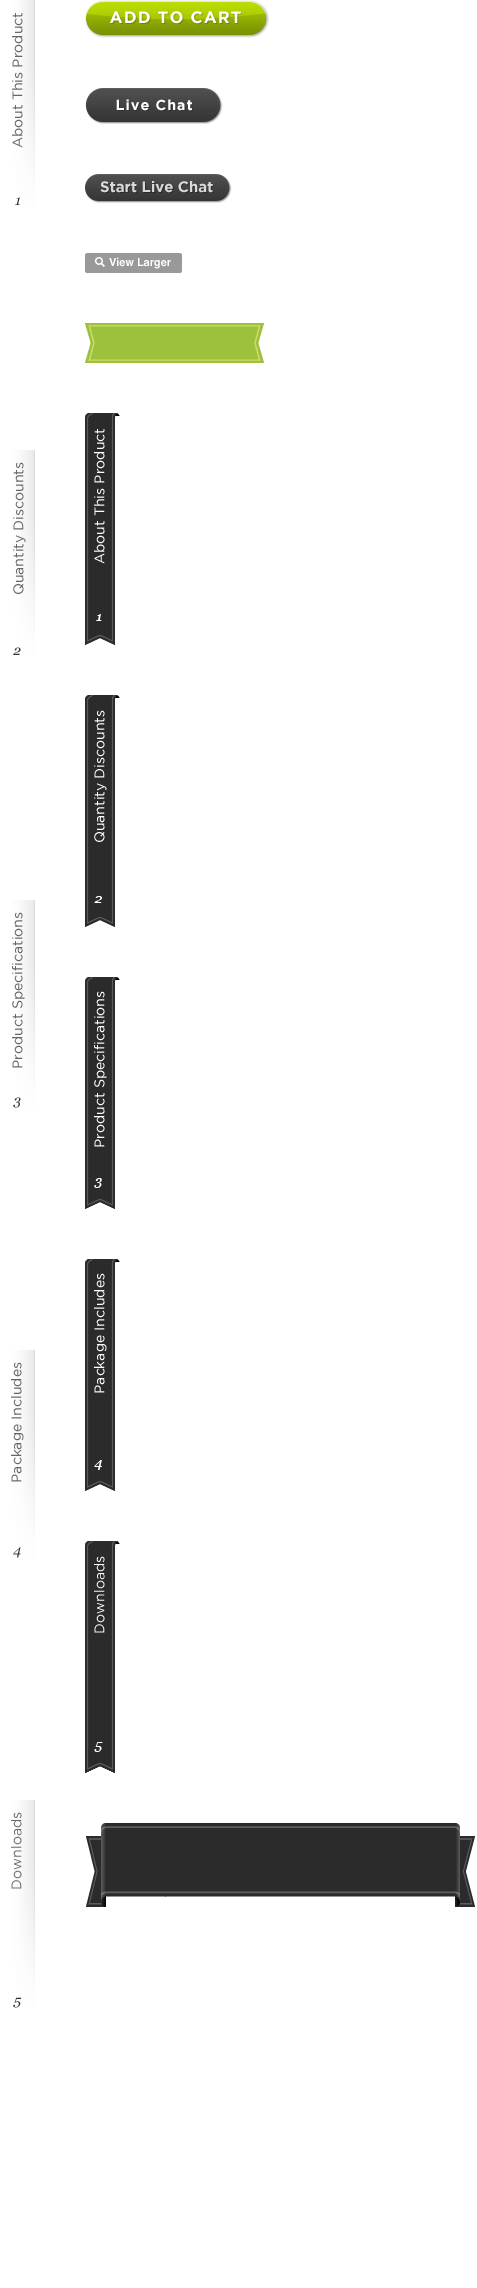 About This Product
1
ADD TO CART
Live Chat
Start Live Chat
View Larger
Quantity Discounts
2
About This Product
1
Quantity Discounts
2
Product Specifications
3
Product Specifications
3
Package Includes
4
Package Includes
4
Downloads
5
Downloads
5